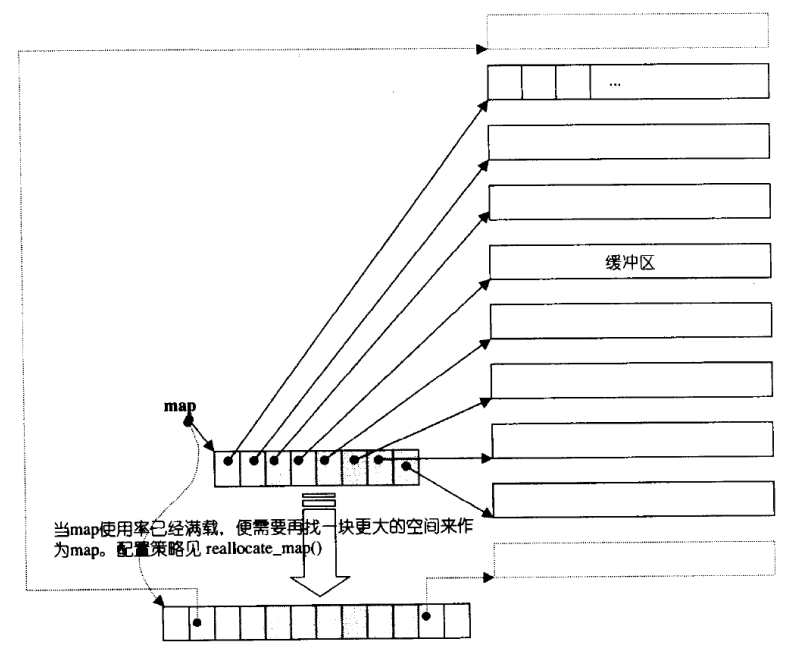 ...
缓冲区
map
当map使用率已经满载，便需要再找一块更大的空间来作
为map。配置策略见 reallocate_map()